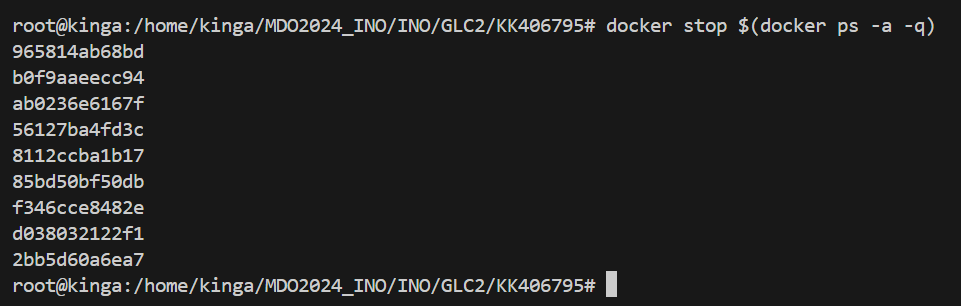 root@kinga:/home/kinga/MDO2024_INO/INO/GLC2/KK406795# docker stop $(docker ps -a -q)
965814ab68bd
b0f9aaeecc94
ab0236e6167f
56127ba4fd3c
8112ccba1b17
85bd50bf50db
f346cce8482e
d038032122f1
2bb5d60a6ea7
root@kinga:/home/kinga/MDO2024_INO/INO/GLC2/KK406795#